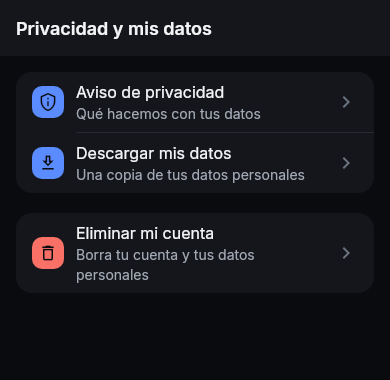 Privacidad y mis datos
Aviso de privacidad
Qué hacemos con tus datos
Descargar mis datos
Una copia de tus datos personales
Eliminar mi cuenta
Borra tu cuenta y tus datos
personales